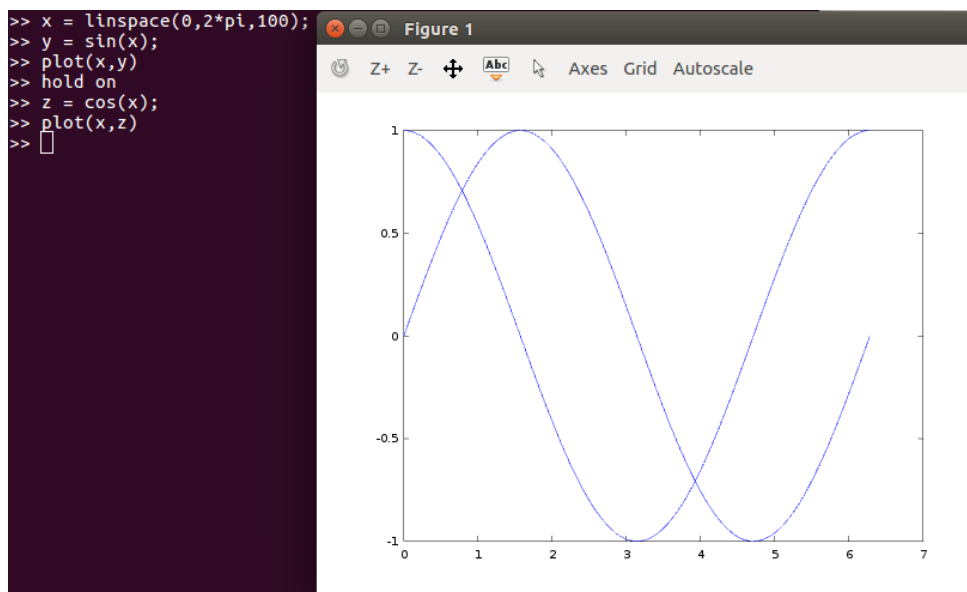 >> x = linspace(0,2*pi,100);
>> y = sin(x);
>> plot(x,y)
>> hold on
>> z = cos(x);
>> plot(x,z)
>>
Figure 1
Z+ Z- Abc Axes Grid Autoscale
1
0.5
0
-0.5
-1
0 1 2 3 4 5 6 7